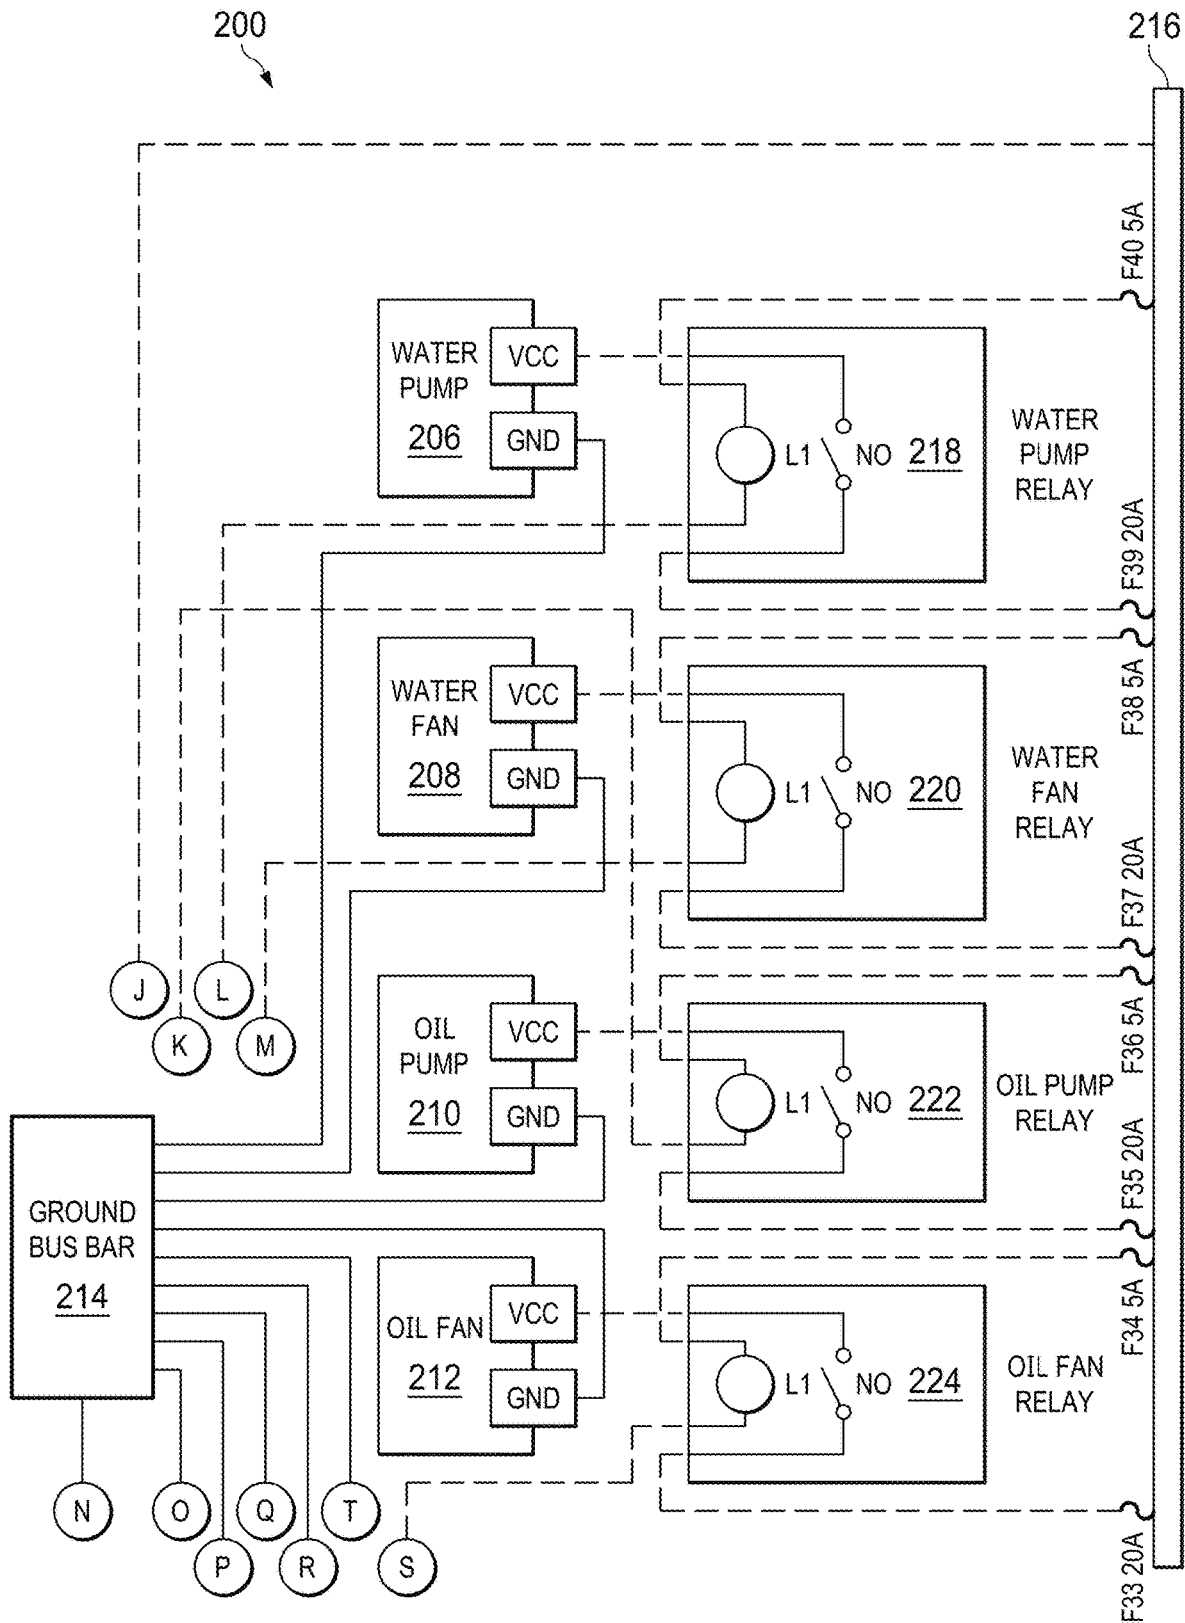 200
216
F40 5A
WATER
PUMP
206
VCC
GND
L1
NO
218
WATER
PUMP
RELAY
F39 20A
WATER
FAN
208
VCC
GND
L1
NO
220
F38 5A
WATER
FAN
RELAY
F37 20A
J
L
K
M
OIL
PUMP
210
VCC
GND
L1
NO
222
F36 5A
OIL PUMP
RELAY
F35 20A
GROUND
BUS BAR
214
OIL FAN
212
VCC
GND
L1
NO
224
F34 5A
OIL FAN
RELAY
F33 20A
N
O
Q
T
P
R
S